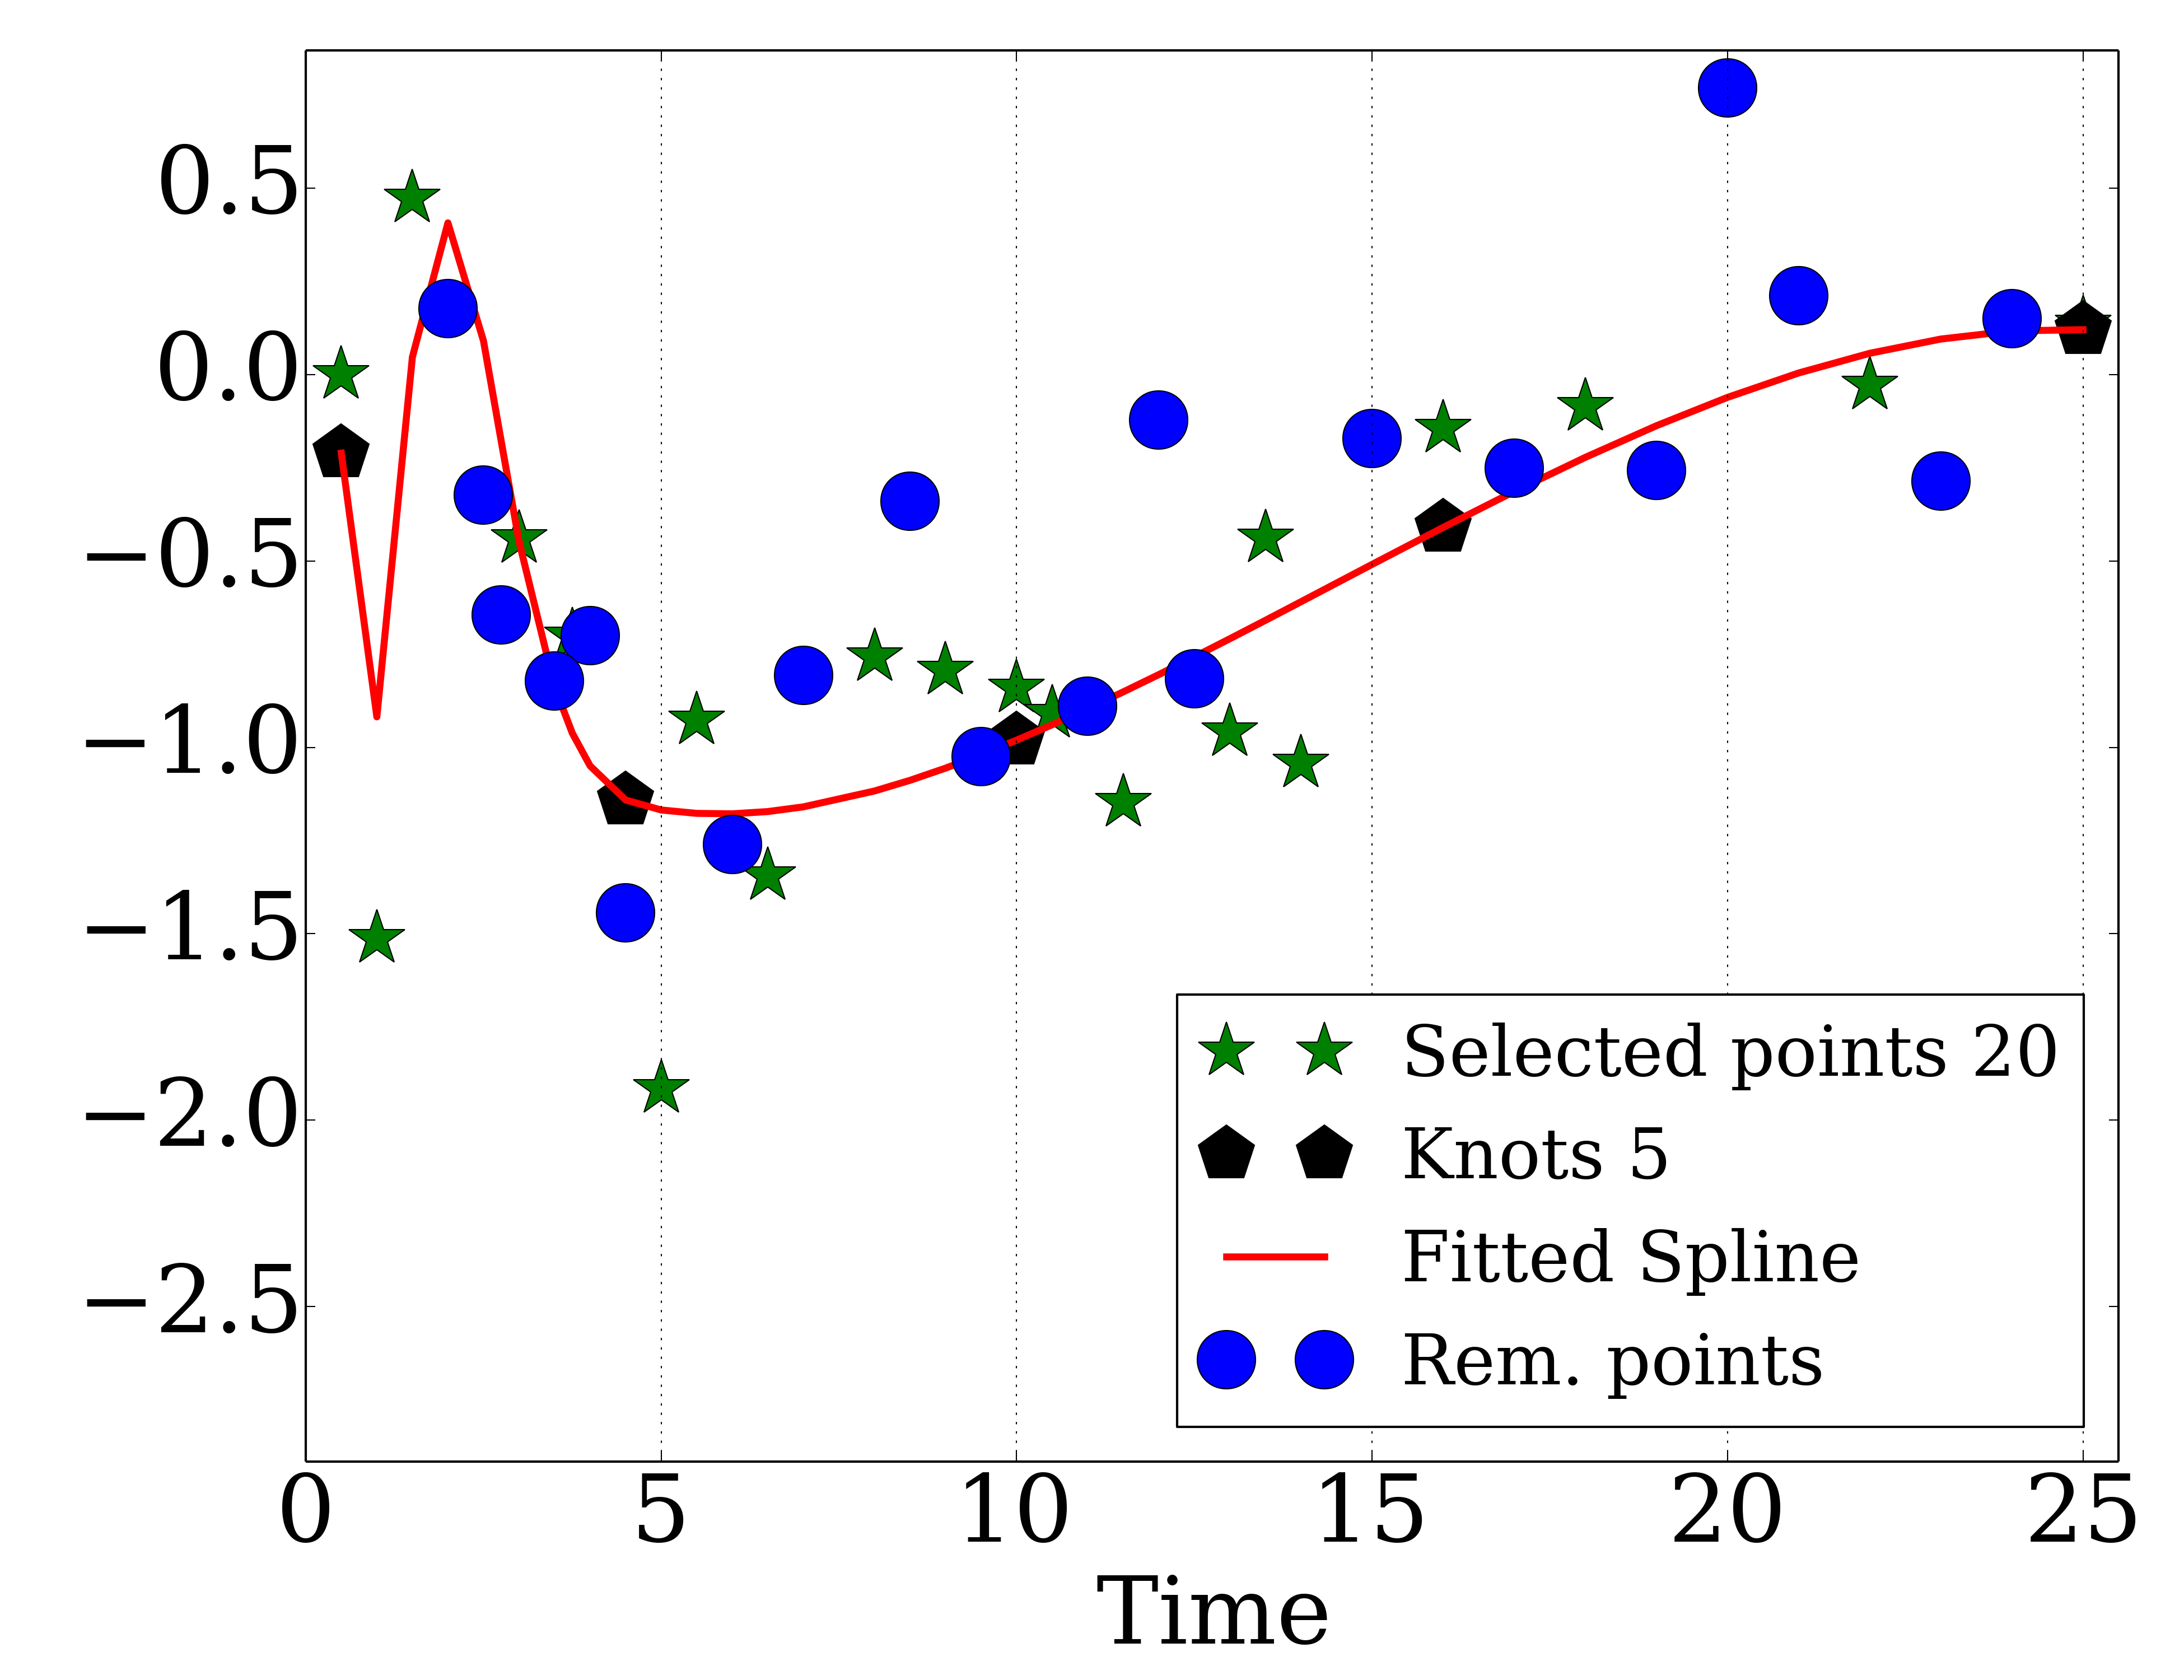 0.5
0.0
−0.5
−1.0
−1.5
−2.0
−2.5
Selected points 20
Knots 5
Fitted Spline
Rem. points
0 5 10 15 20 25
Time